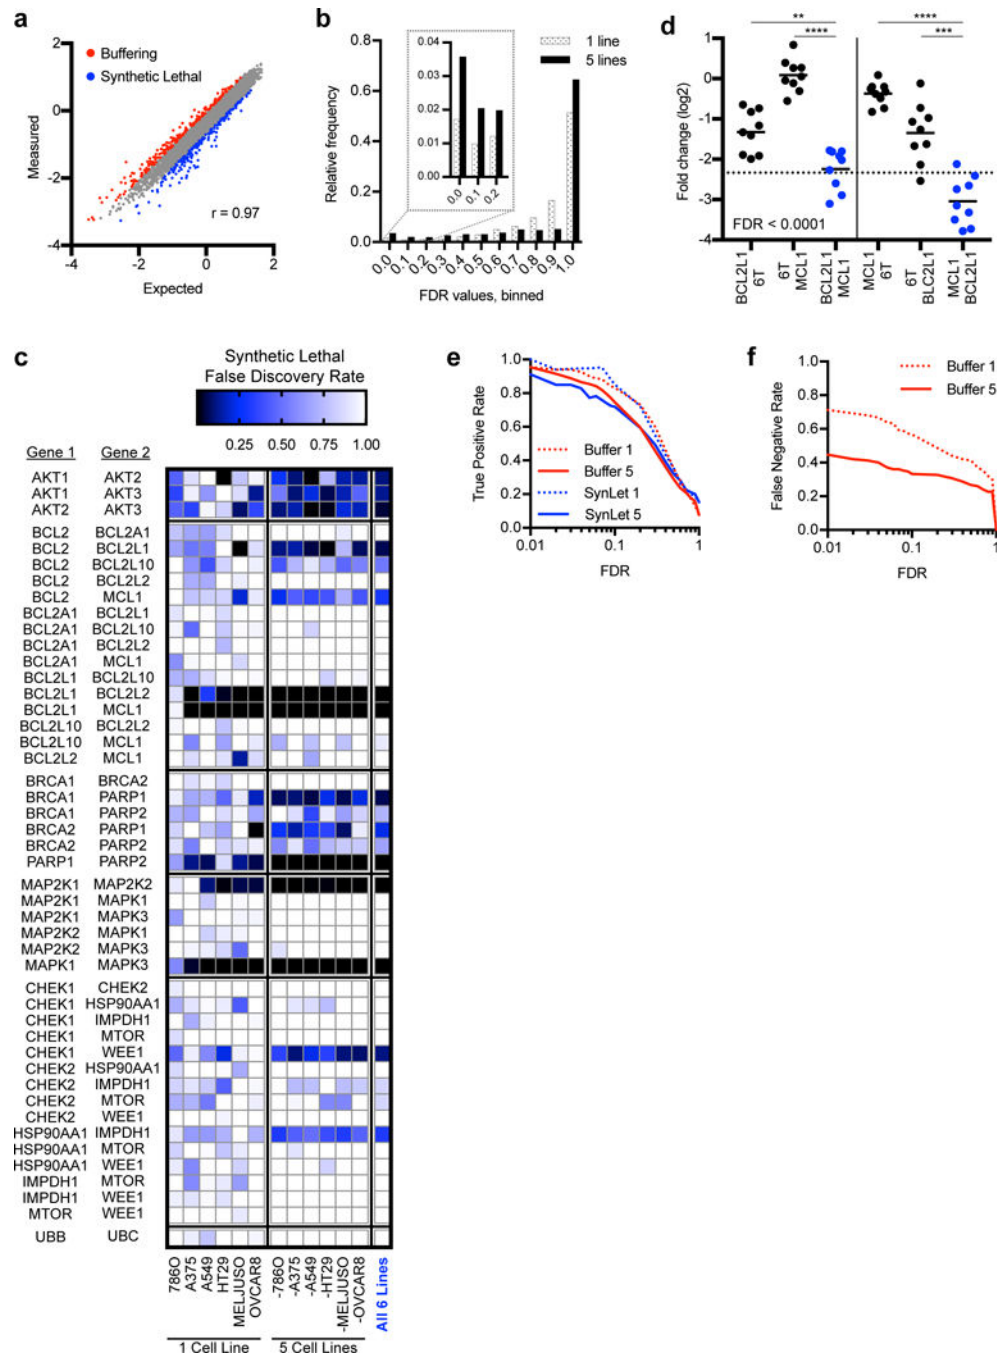 a
Measured
2
0
-2
-4
-4
-2
0
2
Expected
Buffering
Synthetic Lethal
r = 0.97
b
Relative frequency
0.8
0.6
0.4
0.2
0.0
0.04
0.03
0.02
0.01
0.00
0.0
0.1
0.2
1 line
5 lines
0.0
0.1
0.2
0.3
0.4
0.5
0.6
0.7
0.8
0.9
1.0
FDR values, binned
d
Fold change (log2)
1
0
-1
-2
-3
-4
**
****
****
***
FDR < 0.0001
BCL2L1 6T
6T MCL1
BCL2L1 MCL1
MCL1 6T
6T BLC2L1
MCL1 BCL2L1
c
Synthetic Lethal
False Discovery Rate
0.25 0.50 0.75 1.00
Gene 1 Gene 2
AKT1 AKT2
AKT1 AKT3
AKT2 AKT3
BCL2 BCL2A1
BCL2 BCL2L1
BCL2 BCL2L10
BCL2 BCL2L2
BCL2 MCL1
BCL2A1 BCL2L1
BCL2A1 BCL2L10
BCL2A1 BCL2L2
BCL2A1 MCL1
BCL2L1 BCL2L10
BCL2L1 BCL2L2
BCL2L1 MCL1
BCL2L10 BCL2L2
BCL2L10 MCL1
BCL2L2 MCL1
BRCA1 BRCA2
BRCA1 PARP1
BRCA1 PARP2
BRCA2 PARP1
BRCA2 PARP2
PARP1 PARP2
MAP2K1 MAP2K2
MAP2K1 MAPK1
MAP2K1 MAPK3
MAP2K2 MAPK1
MAP2K2 MAPK3
MAPK1 MAPK3
CHEK1 CHEK2
CHEK1 HSP90AA1
CHEK1 IMPDH1
CHEK1 MTOR
CHEK1 WEE1
CHEK2 HSP90AA1
CHEK2 IMPDH1
CHEK2 MTOR
CHEK2 WEE1
HSP90AA1 IMPDH1
HSP90AA1 MTOR
HSP90AA1 WEE1
IMPDH1 MTOR
IMPDH1 WEE1
MTOR WEE1
UBB UBC
786O
A375
A549
HT29
MELJUSO
OVCAR8
-786O
-A375
-A549
-HT29
-MELJUSO
-OVCAR8
All 6 Lines
1 Cell Line
5 Cell Lines
e
True Positive Rate
1.0
0.8
0.6
0.4
0.2
0.0
Buffer 1
Buffer 5
SynLet 1
SynLet 5
0.01
0.1
1
FDR
f
False Negative Rate
1.0
0.8
0.6
0.4
0.2
0.0
Buffer 1
Buffer 5
0.01
0.1
1
FDR